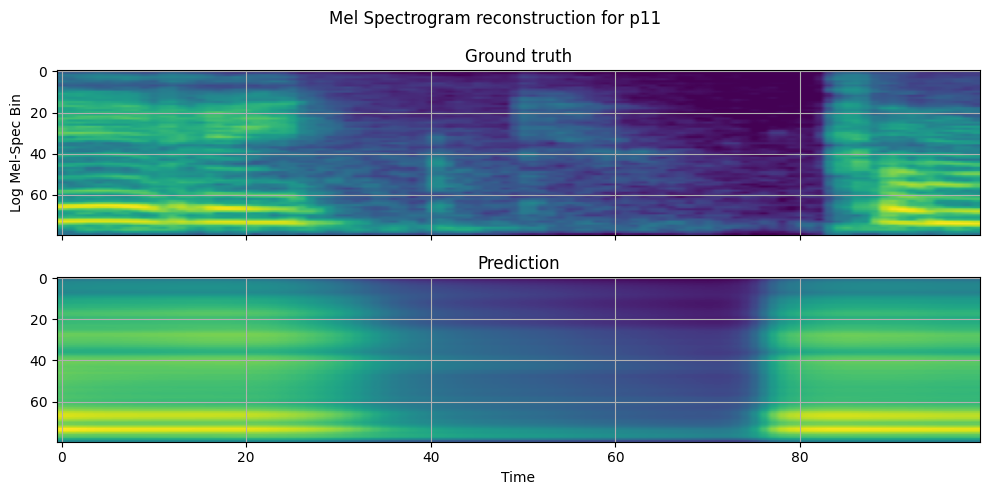 Mel Spectrogram reconstruction for p11
Ground truth
0
20
40
60
Log Mel-Spec Bin
Prediction
0
20
40
60
0 20 40 60 80
Time